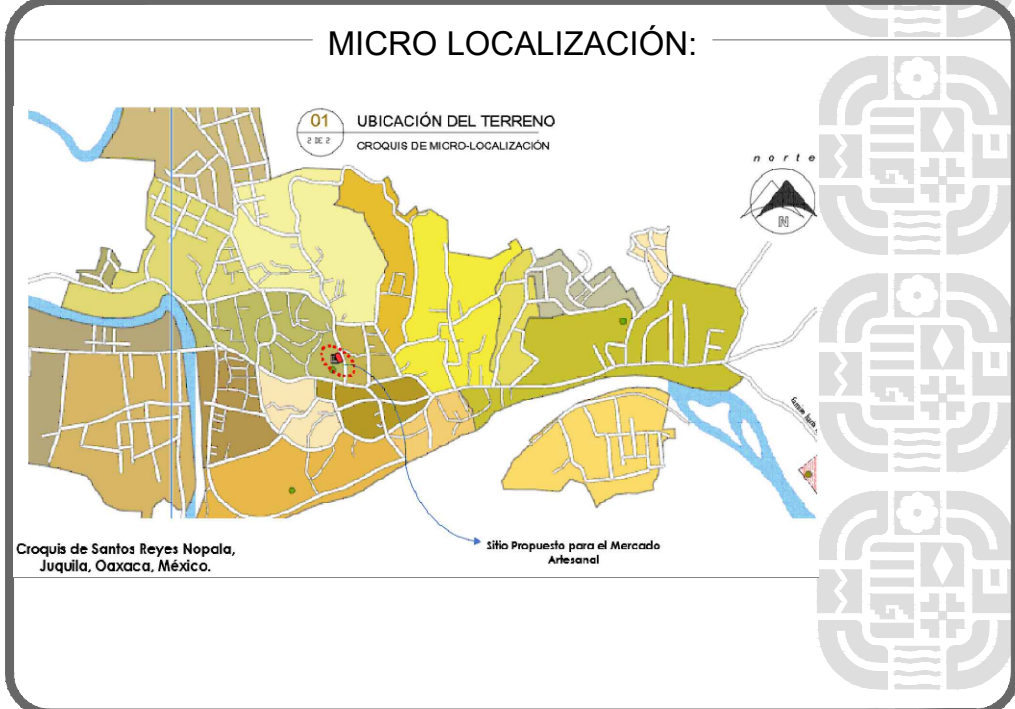 MICRO LOCALIZACIÓN:
01
2 DE 2
UBICACIÓN DEL TERRENO
CROQUIS DE MICRO-LOCALIZACIÓN
norte
N
Croquis de Santos Reyes Nopala,
Juquila, Oaxaca, México.
Sitio Propuesto para el Mercado
Artesanal